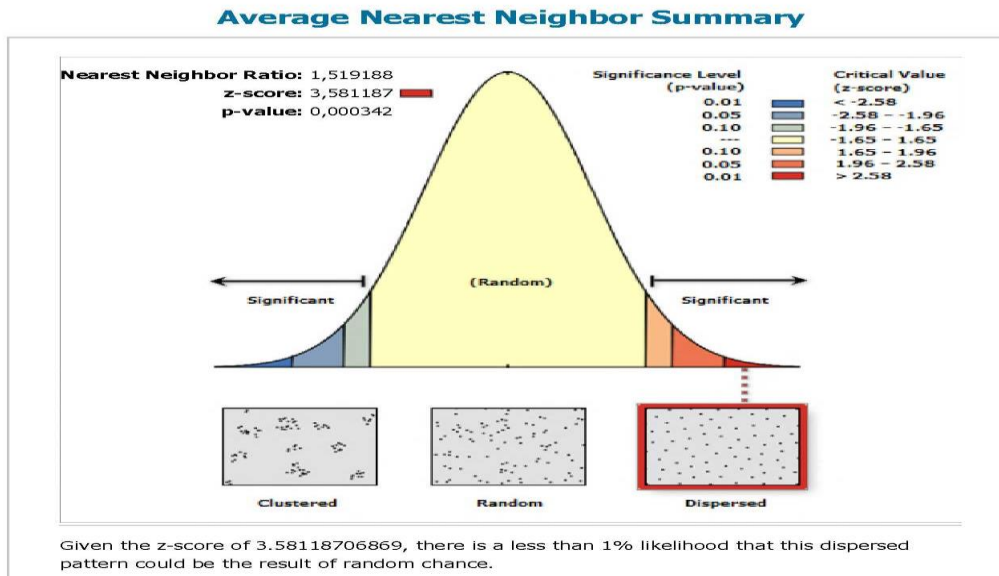 Average Nearest Neighbor Summary
Nearest Neighbor Ratio: 1,519188
z-score: 3,581187
p-value: 0,000342
Significance Level Critical Value
(p-value) (z-score)
0.01 < -2.58
0.05 -2.58 – -1.96
0.10 -1.96 – -1.65
--- -1.65 – 1.65
0.10 1.65 – 1.96
0.05 1.96 – 2.58
0.01 > 2.58
(Random)
Significant Significant
Clustered Random Dispersed
Given the z-score of 3.58118706869, there is a less than 1% likelihood that this dispersed
pattern could be the result of random chance.